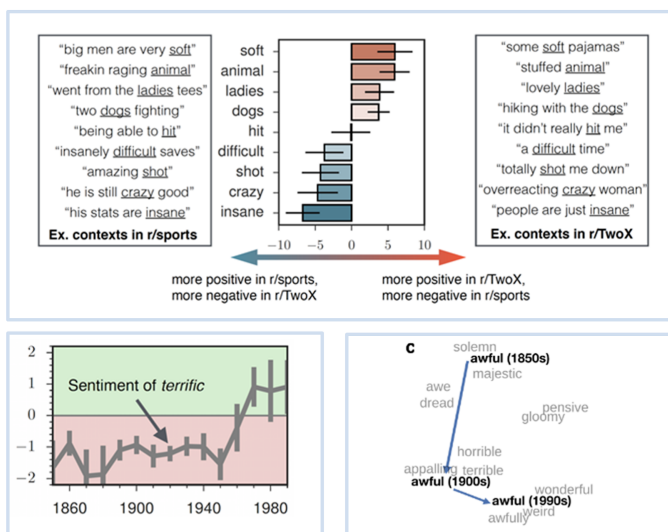 "big men are very soft"
"freakin raging animal"
"went from the ladies tees"
"two dogs fighting"
"being able to hit"
"insanely difficult saves"
"amazing shot"
"he is still crazy good"
"his stats are insane"
Ex. contexts in r/sports
soft
animal
ladies
dogs
hit
difficult
shot
crazy
insane
−10 −5 0 5 10
more positive in r/sports,
more negative in r/TwoX
more positive in r/TwoX,
more negative in r/sports
"some soft pajamas"
"stuffed animal"
"lovely ladies"
"hiking with the dogs"
"it didn't really hit me"
"a difficult time"
"totally shot me down"
"overreacting crazy woman"
"people are just insane"
Ex. contexts in r/TwoX
2
1
0
−1
−2
Sentiment of terrific
1860 1900 1940 1980
c
solemn
awful (1850s)
majestic
awe
dread
pensive
gloomy
horrible
appalling terrible
awful (1900s)
wonderful
awful (1990s)
weird
awfully